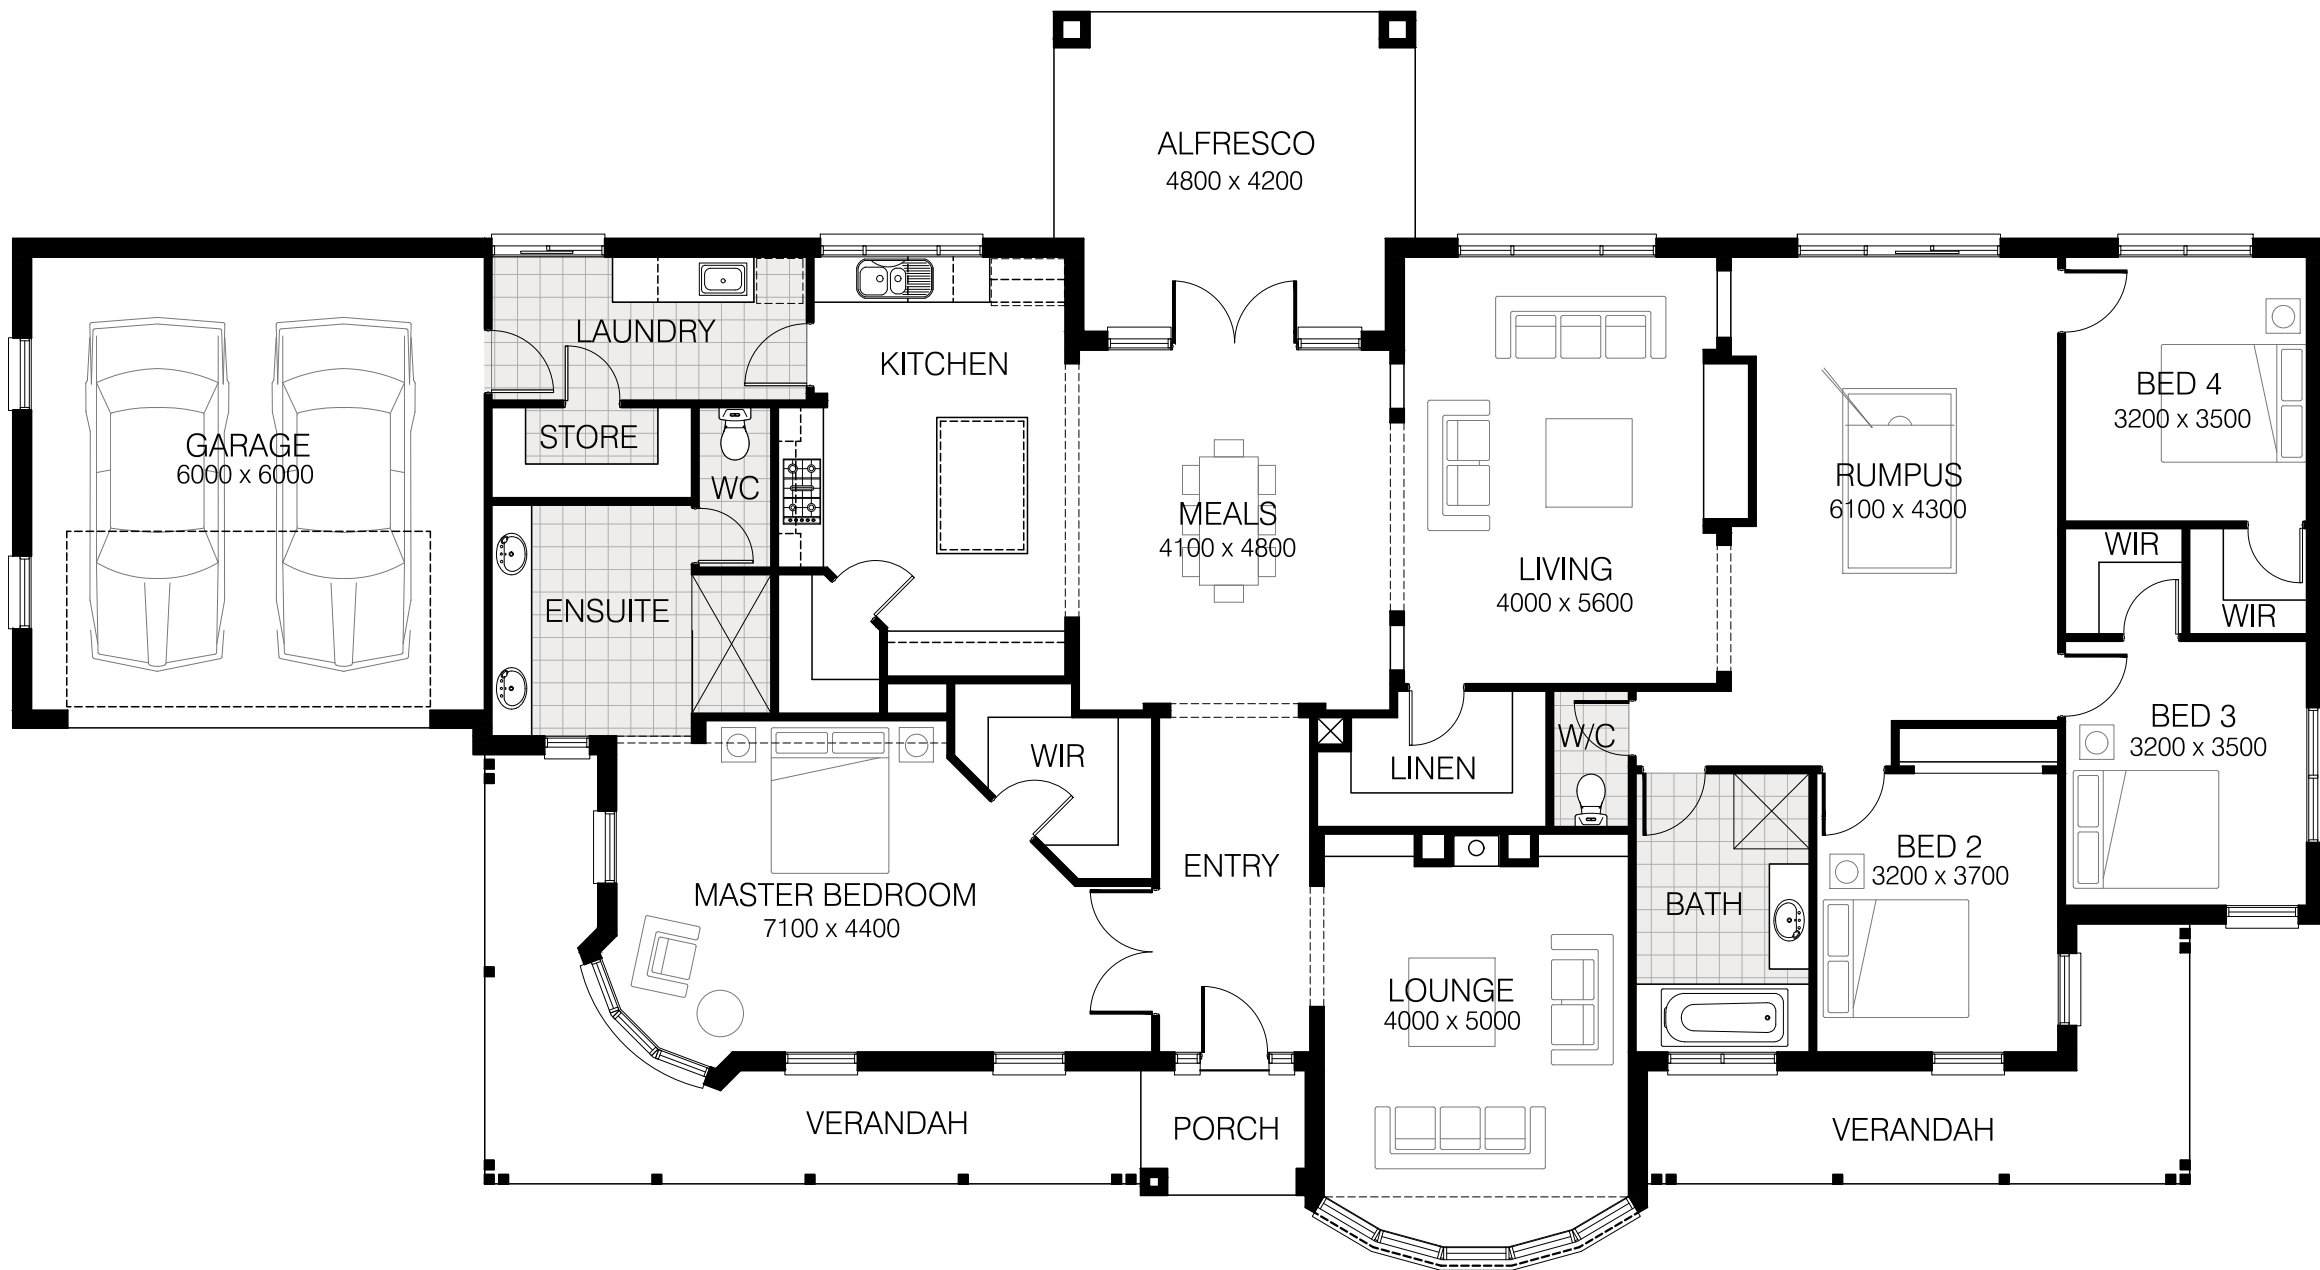 ALFRESCO
4800 x 4200
LAUNDRY
KITCHEN
STORE
GARAGE
6000 x 6000
WC
MEALS
4100 x 4800
LIVING
4000 x 5600
RUMPUS
6100 x 4300
BED 4
3200 x 3500
WIR
WIR
ENSUITE
WIR
LINEN
W/C
BED 3
3200 x 3500
MASTER BEDROOM
7100 x 4400
ENTRY
BED 2
3200 x 3700
BATH
LOUNGE
4000 x 5000
VERANDAH
PORCH
VERANDAH